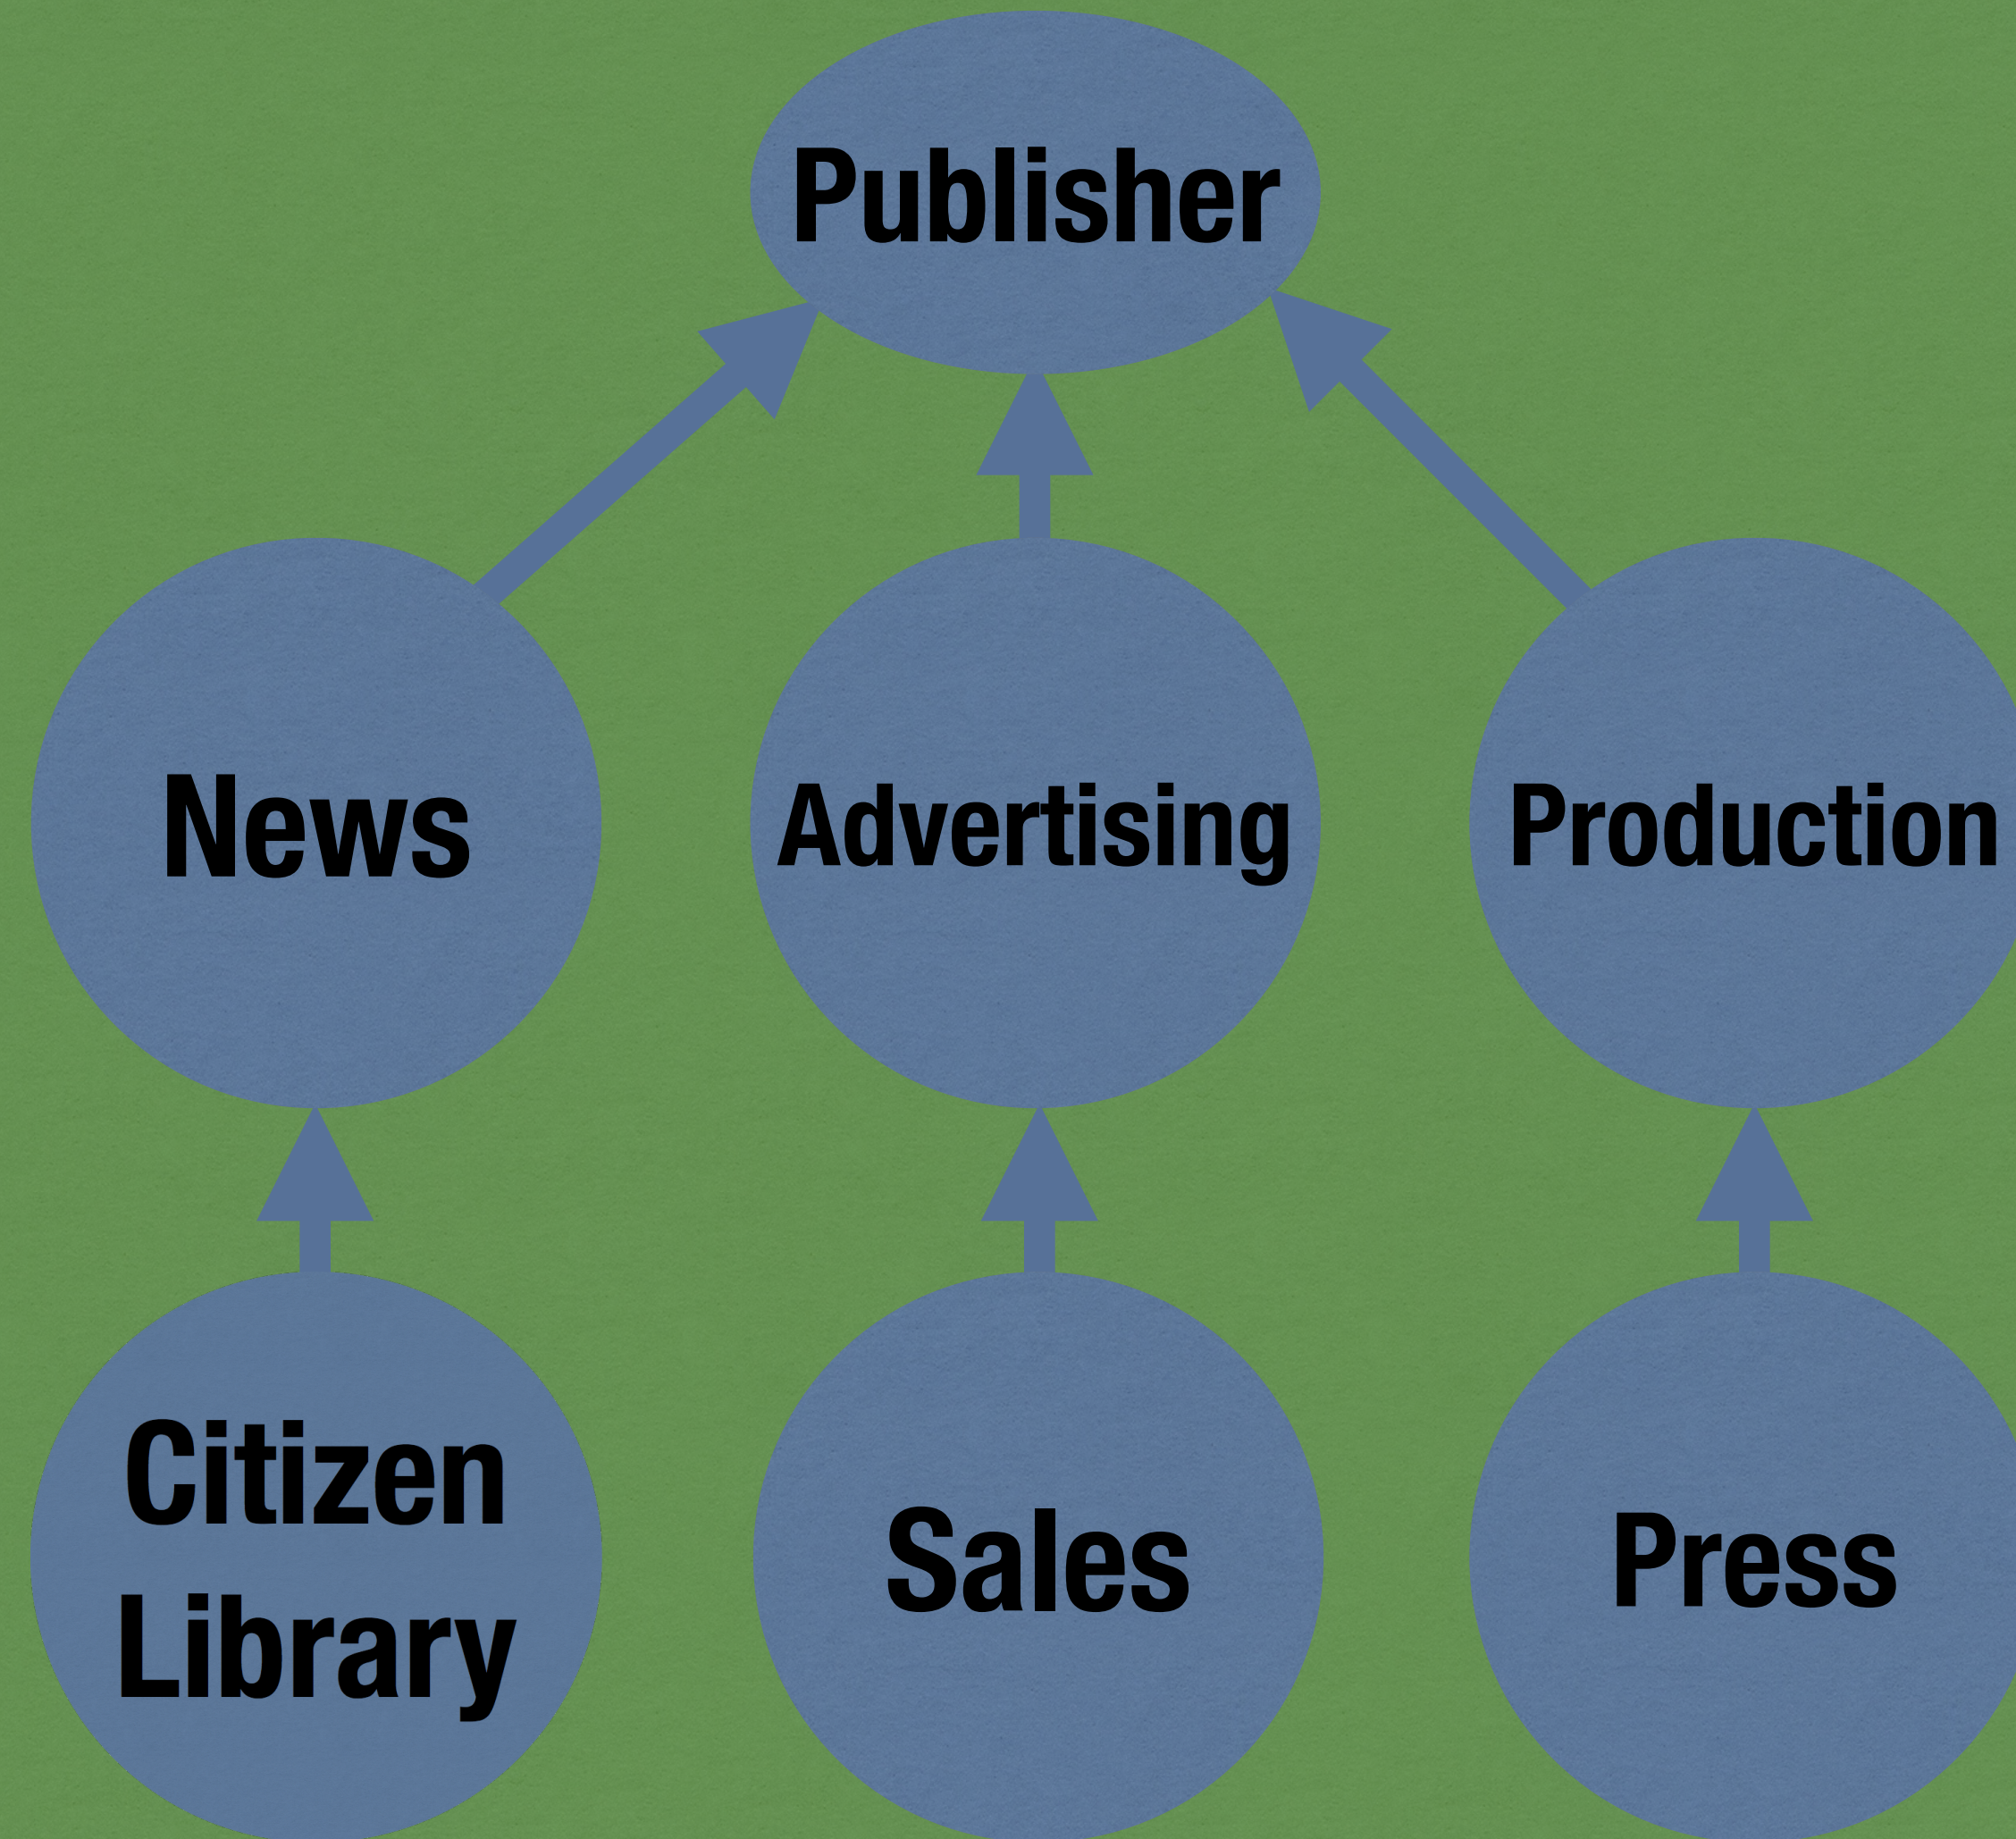 Publisher
News
Advertising
Production
Citizen
Library
Sales
Press